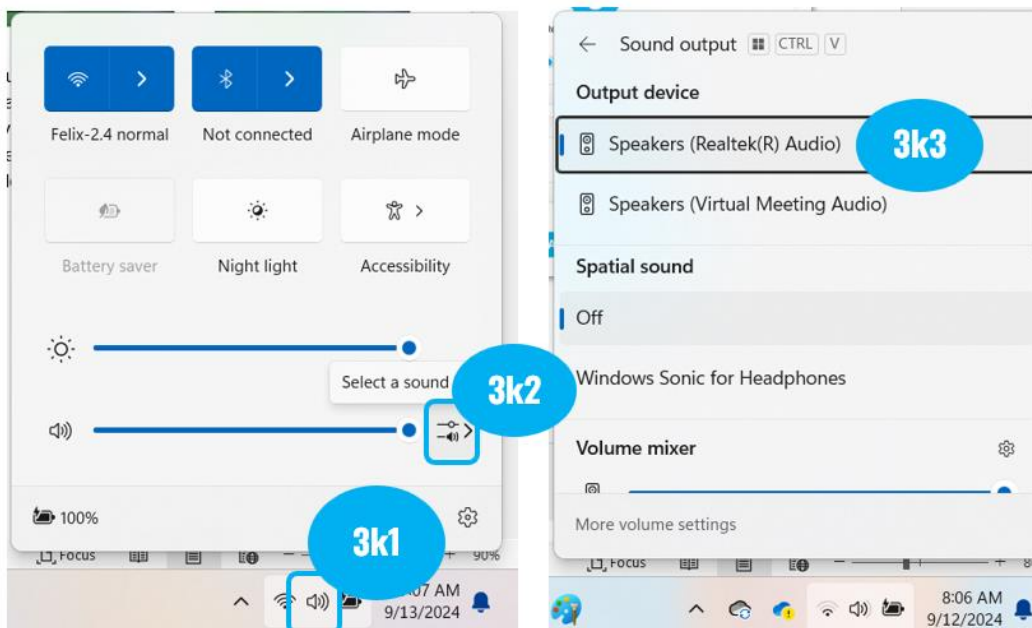 Felix-2.4 normal
Not connected
Airplane mode
Battery saver
Night light
Accessibility
Select a sound
3k2
100%
3k1
Focus
90%
07 AM
9/13/2024
Sound output CTRL V
Output device
Speakers (Realtek(R) Audio)
3k3
Speakers (Virtual Meeting Audio)
Spatial sound
Off
Windows Sonic for Headphones
Volume mixer
More volume settings
Focus
8:06 AM
9/12/2024